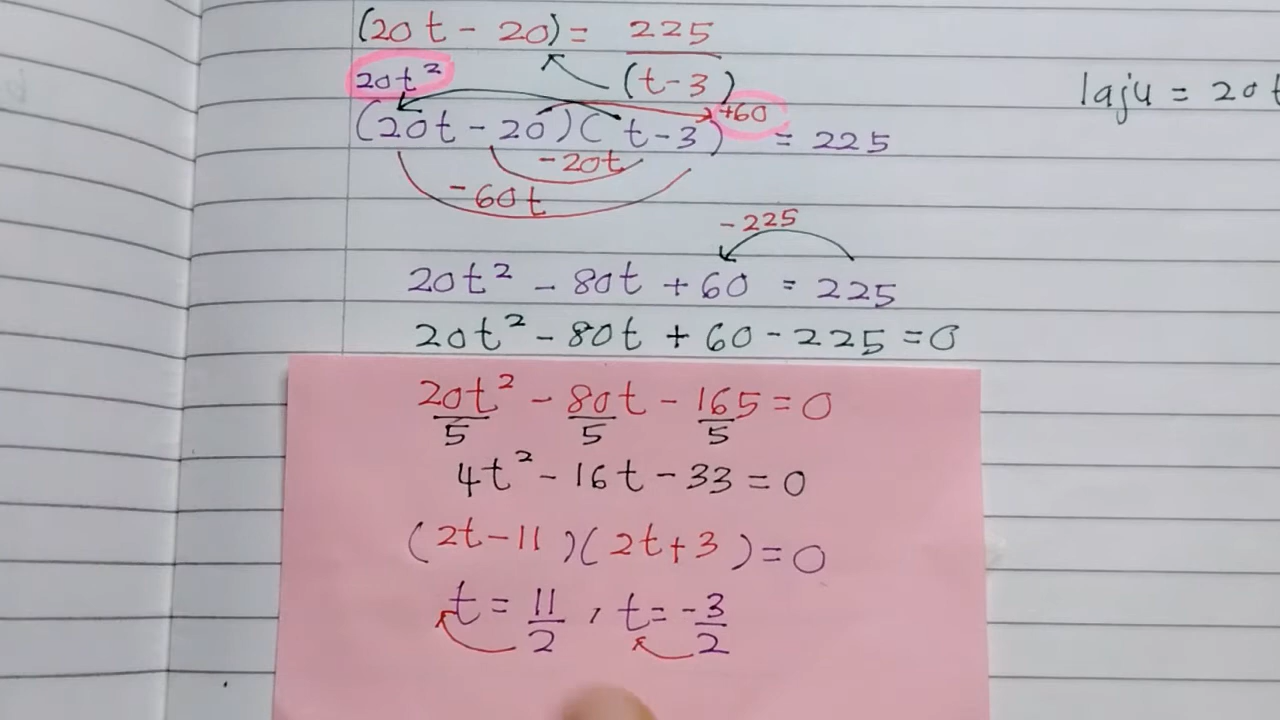 (20t - 20) = 225
(t-3)
20t²
laju = 20t
+60
(20t - 20)(t-3) = 225
-20t
-60t
-225
20t² - 80t + 60 = 225
20t² - 80t + 60 - 225 = 0
20t²/5 - 80t/5 - 165/5 = 0
4t² - 16t - 33 = 0
(2t-11)(2t+3) = 0
t = 11/2 , t = -3/2